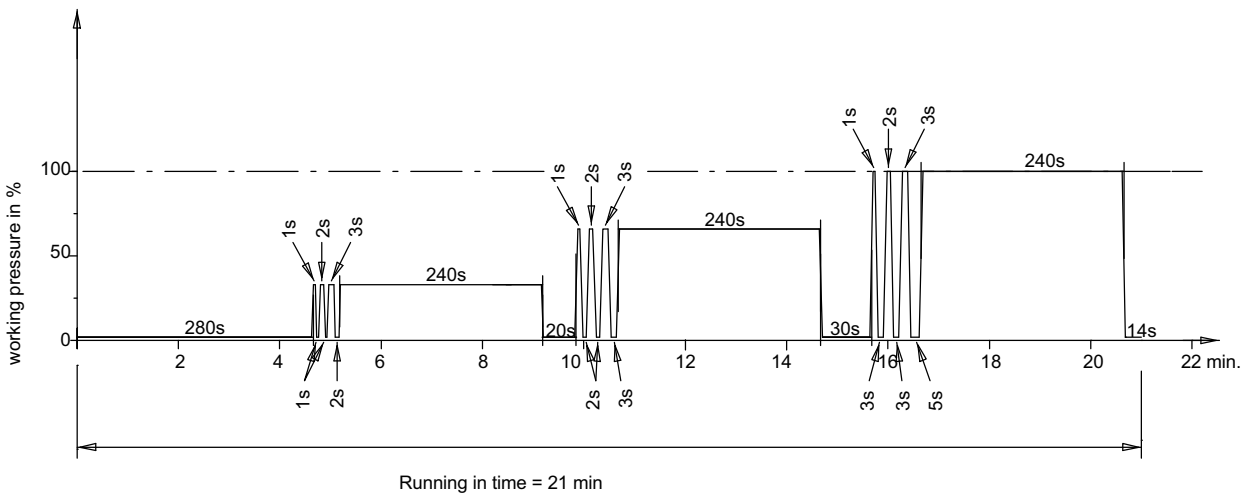 working pressure in %
100
50
0
280s
1s
2s
3s
1s
2s
240s
20s
1s
2s
3s
2s
3s
240s
30s
1s
2s
3s
3s
3s
5s
240s
14s
2
4
6
8
10
12
14
16
18
20
22 min.
Running in time = 21 min